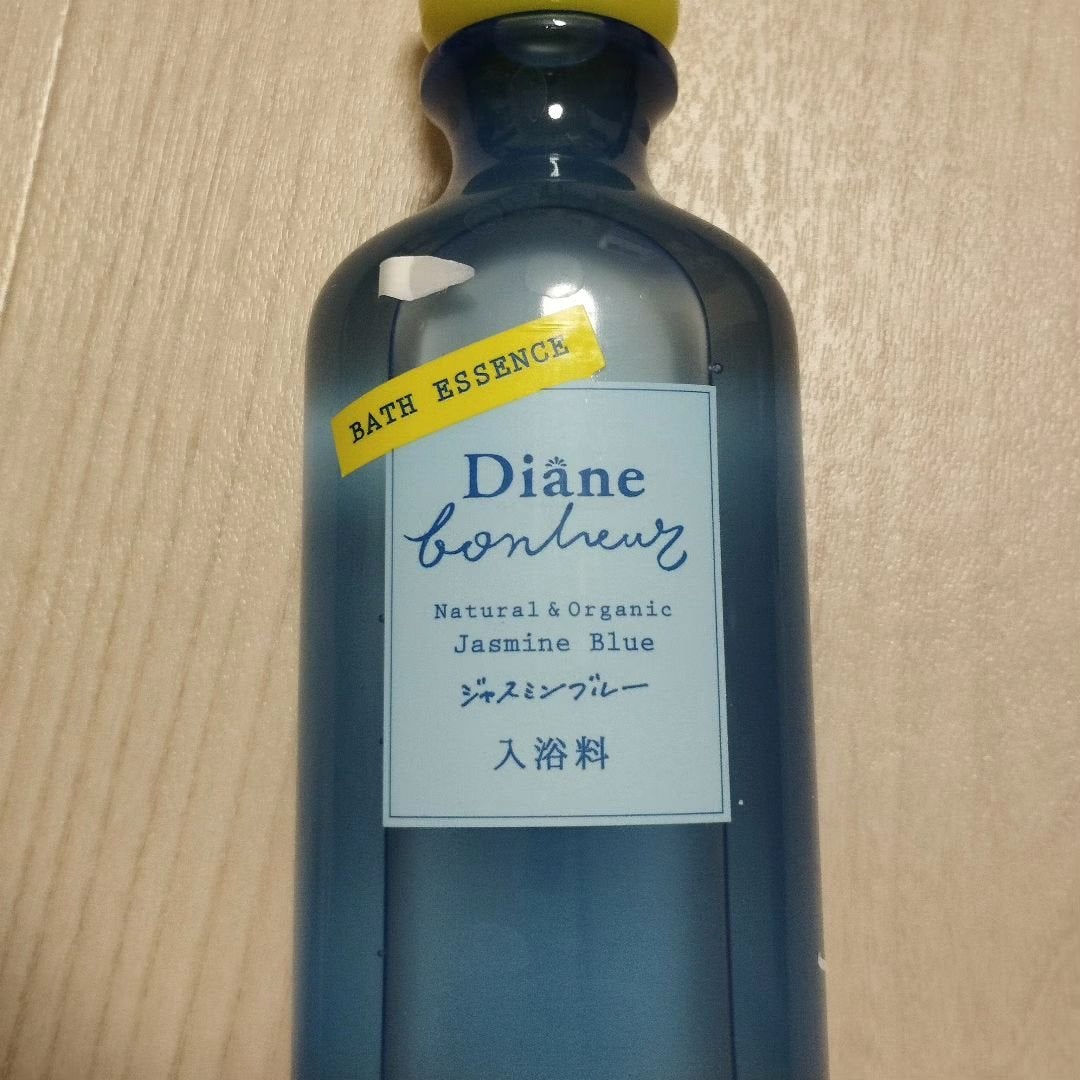 BATH ESSENCE
Diane
bonheur
Natural & Organic
Jasmine Blue
ジャスミンブルー
入浴料